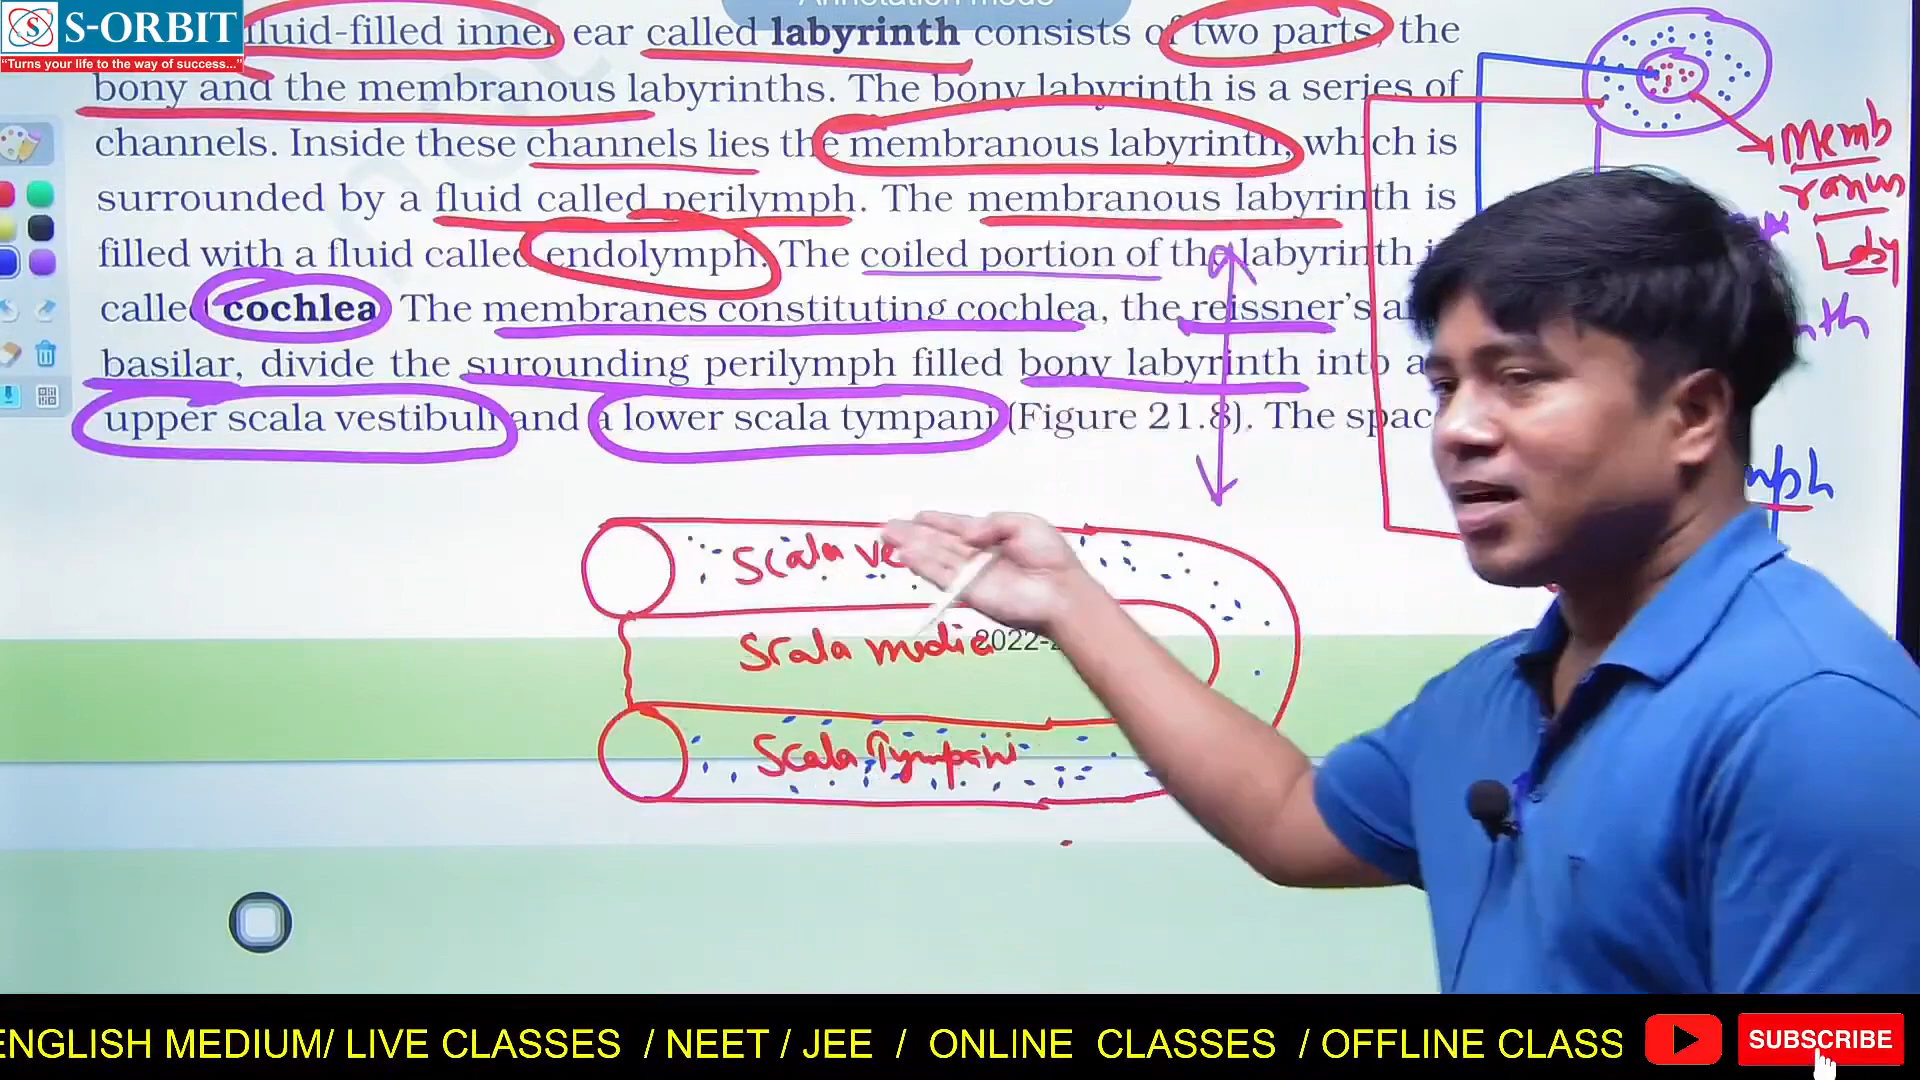 Annotation mode
S S-ORBIT
"Turns your life to the way of success..."
fluid-filled inner ear called labyrinth consists of two parts, the
bony and the membranous labyrinths. The bony labyrinth is a series of
channels. Inside these channels lies the membranous labyrinth, which is
surrounded by a fluid called perilymph. The membranous labyrinth is
filled with a fluid called endolymph. The coiled portion of the labyrinth
called cochlea The membranes constituting cochlea, the reissner's
basilar, divide the surounding perilymph filled bony labyrinth into a
upper scala vestibuli and a lower scala tympani (Figure 21.8). The spac
Memb
ranus
Laby
nth
mph
Scala ve
Scala media
2022-2
Scala Tympani
ENGLISH MEDIUM/ LIVE CLASSES / NEET / JEE / ONLINE CLASSES / OFFLINE CLASS
SUBSCRIBE